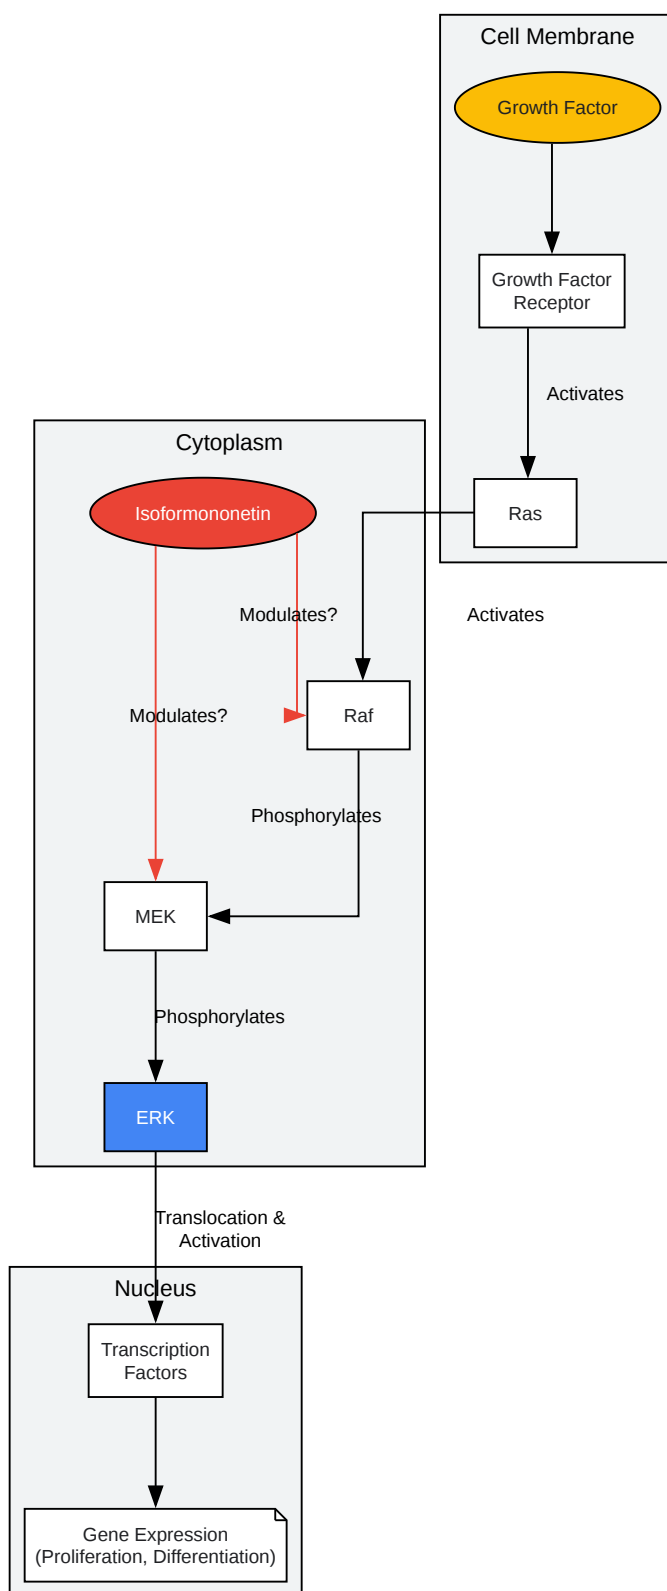 Cell Membrane
Growth Factor
Growth Factor
Receptor
Activates
Cytoplasm
Isoformononetin
Ras
Modulates?
Activates
Modulates?
Raf
Phosphorylates
MEK
Phosphorylates
ERK
Translocation &
Activation
Nucleus
Transcription
Factors
Gene Expression
(Proliferation, Differentiation)